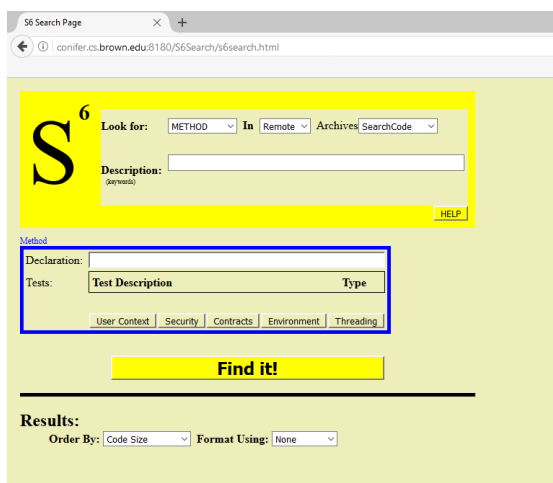 S6 Search Page
conifer.cs.brown.edu:8180/S6Search/s6search.html
S6
Look for: METHOD In Remote Archives SearchCode
Description:
(keywords)
HELP
Method
Declaration:
Tests: Test Description Type
User Context Security Contracts Environment Threading
Find it!
Results:
Order By: Code Size Format Using: None